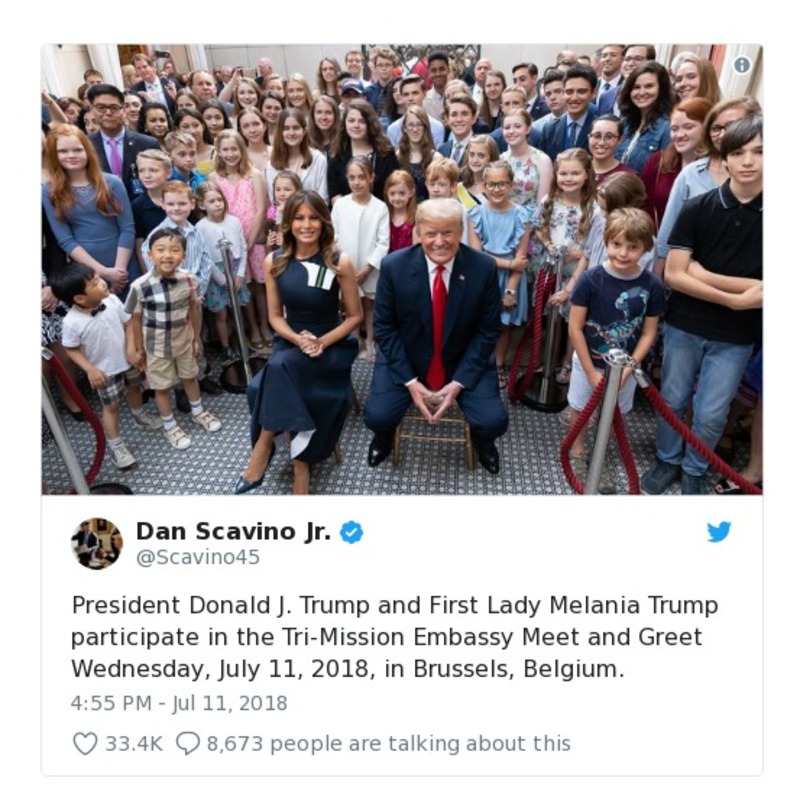 Dan Scavino Jr.
@Scavino45
President Donald J. Trump and First Lady Melania Trump
participate in the Tri-Mission Embassy Meet and Greet
Wednesday, July 11, 2018, in Brussels, Belgium.
4:55 PM - Jul 11, 2018
33.4K 8,673 people are talking about this